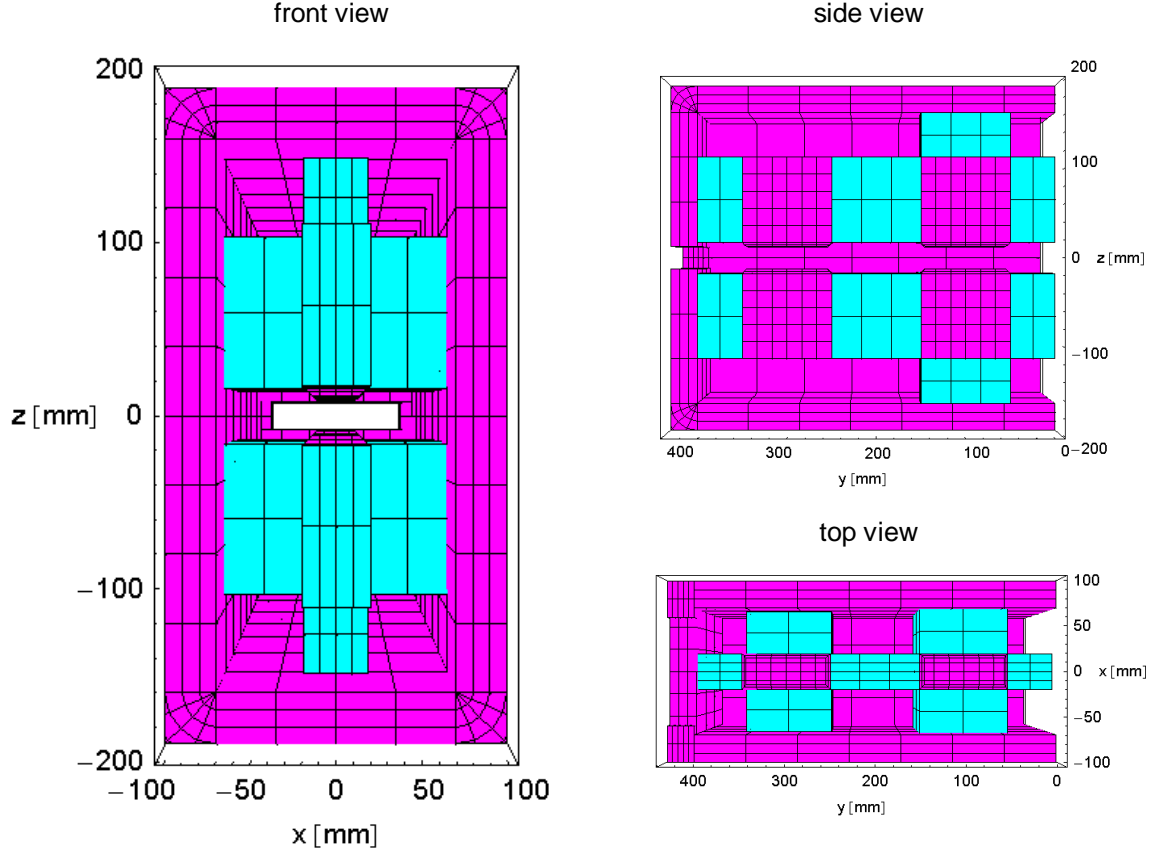 front view
200
100
z [mm] 0
−100
−200
−100 −50 0 50 100
x [mm]
side view
200
100
0 z [mm]
−100
−200
400 300 200 100 0
y [mm]
top view
100
50
0 x [mm]
−50
−100
400 300 200 100 0
y [mm]